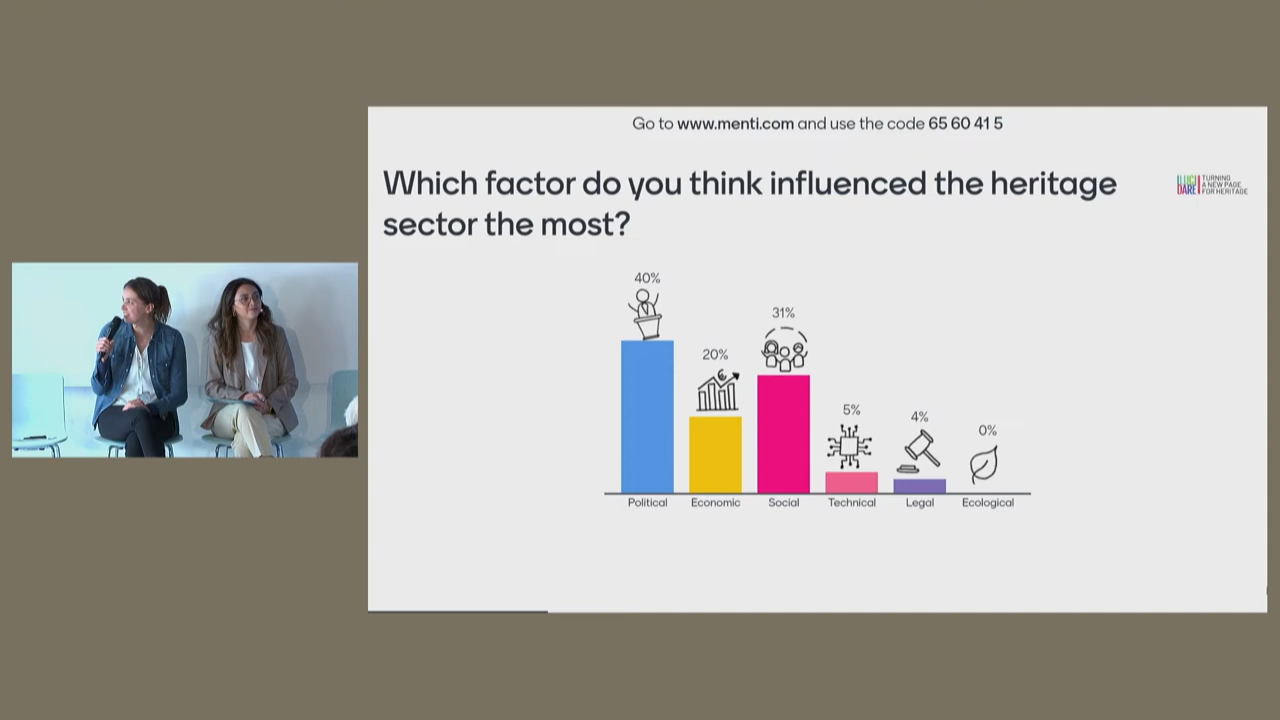 Go to www.menti.com and use the code 65 60 41 5
Which factor do you think influenced the heritage
sector the most?
ILUCI
DARE
TURNING
A NEW PAGE
FOR HERITAGE
40%
20%
31%
5%
4%
0%
€
Political
Economic
Social
Technical
Legal
Ecological